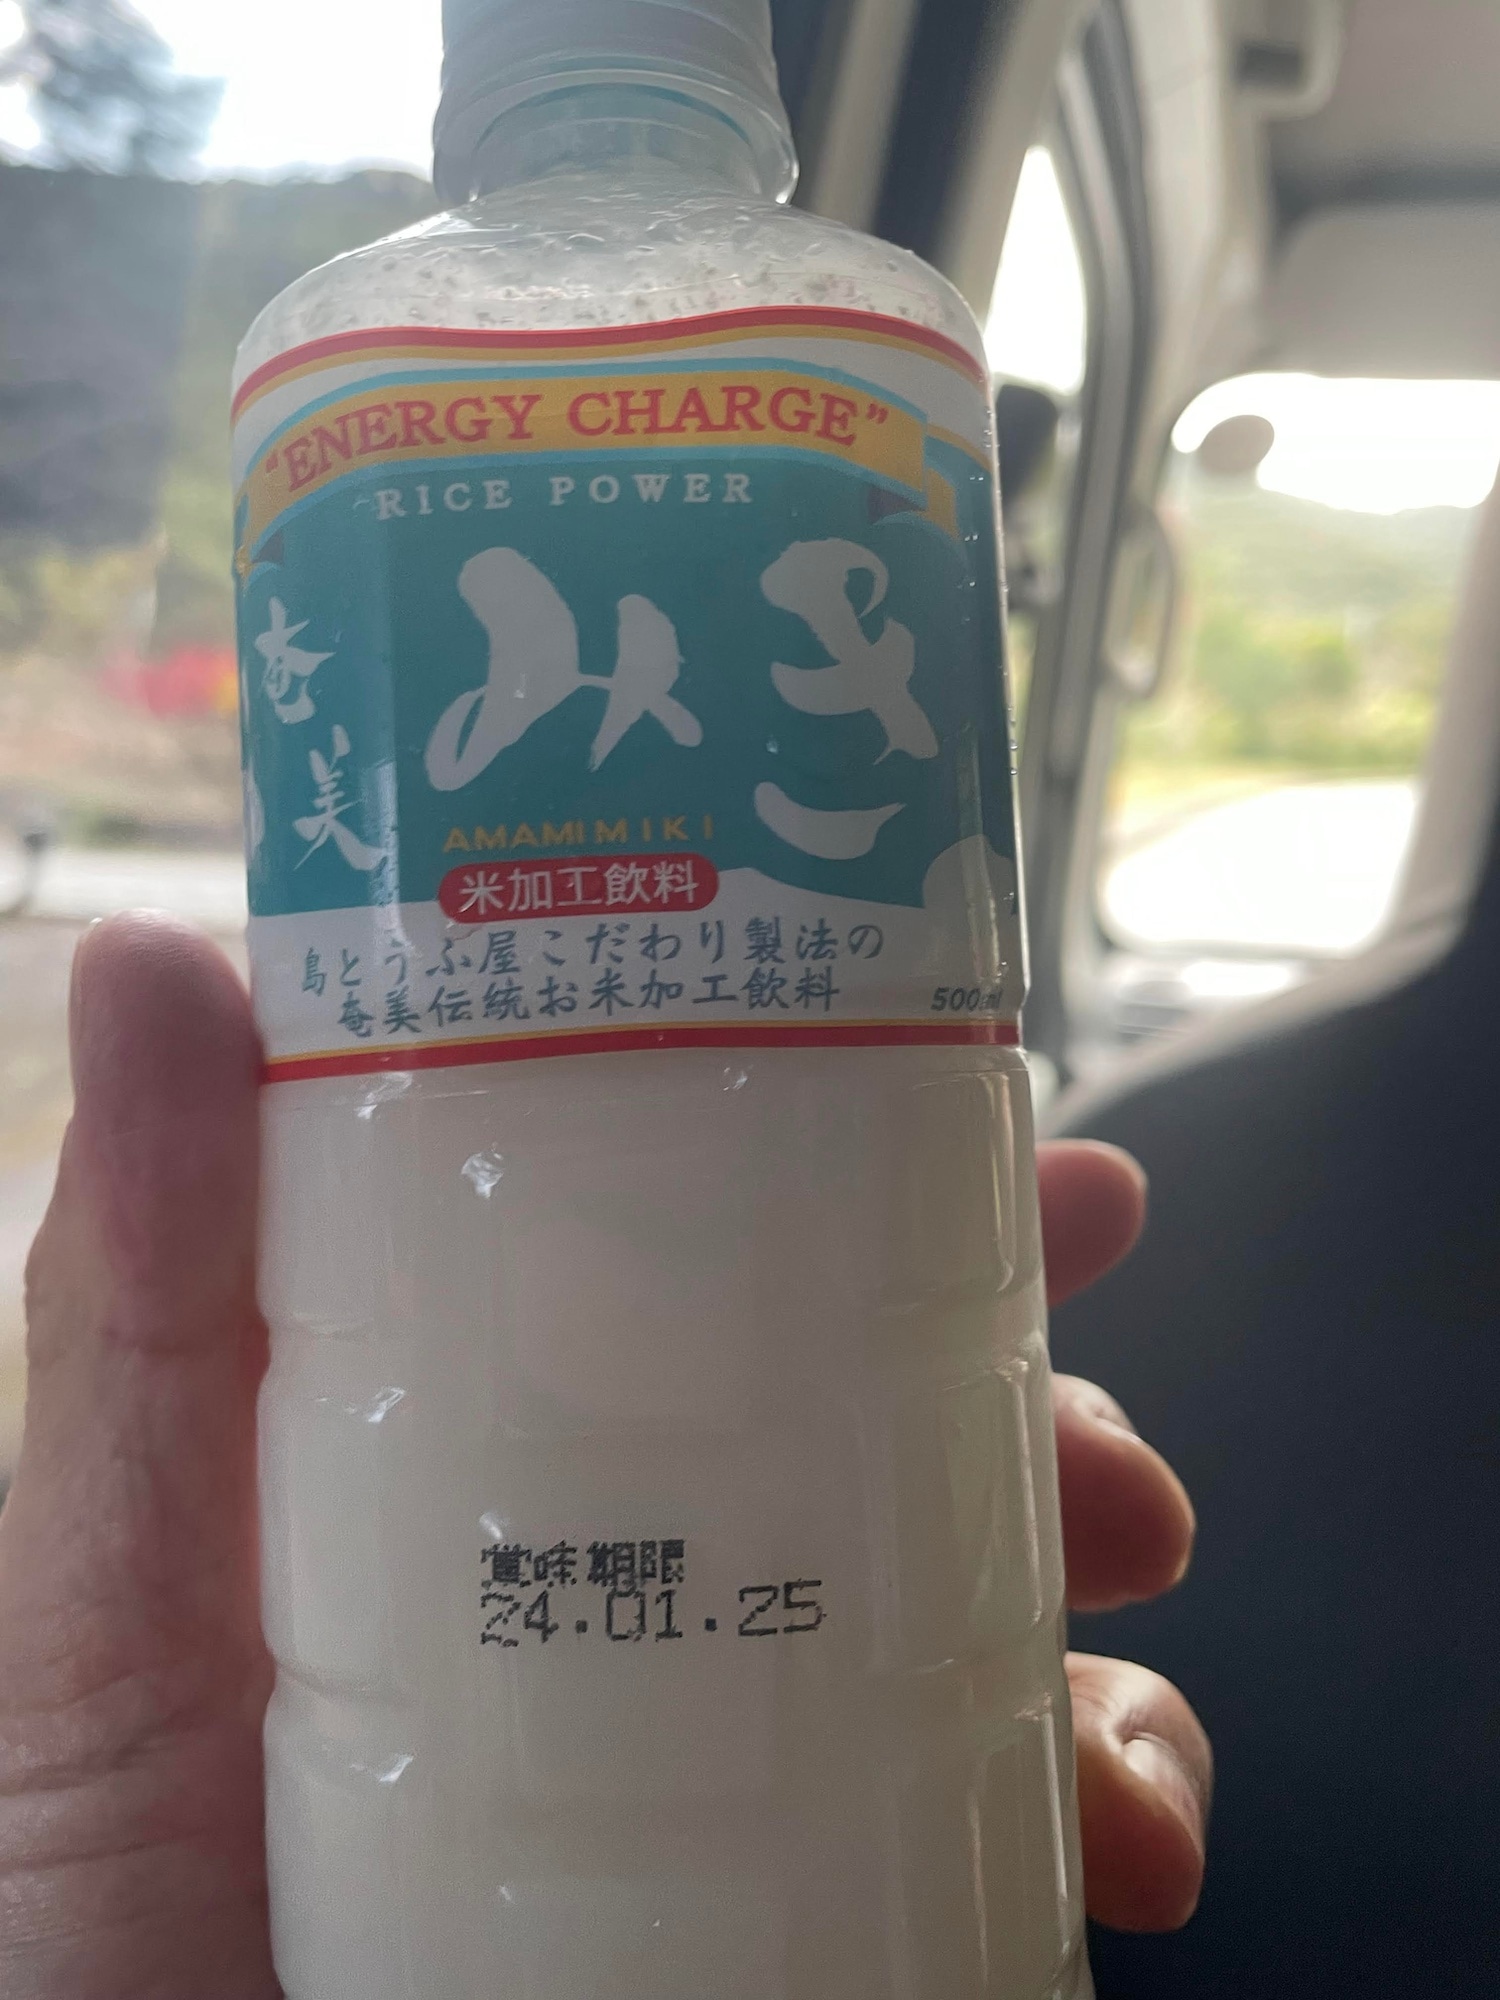 "ENERGY CHARGE"
RICE POWER
奄美
みき
AMAMI MIKI
米加工飲料
島とうふ屋こだわり製法の
奄美伝統お米加工飲料
500ml
賞味期限
24.01.25